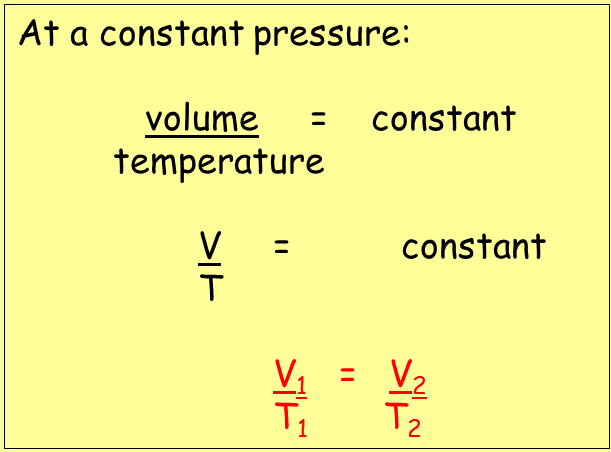 At a constant pressure:
volume = constant
temperature
V = constant
T
V1 = V2
T1 T2